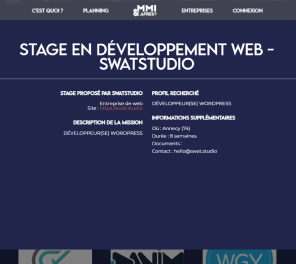 C'EST QUOI ?
PLANNING
MMI
& APRES?
ENTREPRISES
CONNEXION
STAGE EN DÉVELOPPEMENT WEB -
SWATSTUDIO
STAGE PROPOSÉ PAR SWATSTUDIO
Entreprise de web
Site : https://swat.studio
DESCRIPTION DE LA MISSION
DÉVELOPPEUR(SE) WORDPRESS
PROFIL RECHERCHÉ
DÉVELOPPEUR(SE) WORDPRESS
INFORMATIONS SUPPLÉMENTAIRES
Où : Annecy (74)
Durée : 8 semaines
Documents :
Contact : hello@swat.studio
WGY